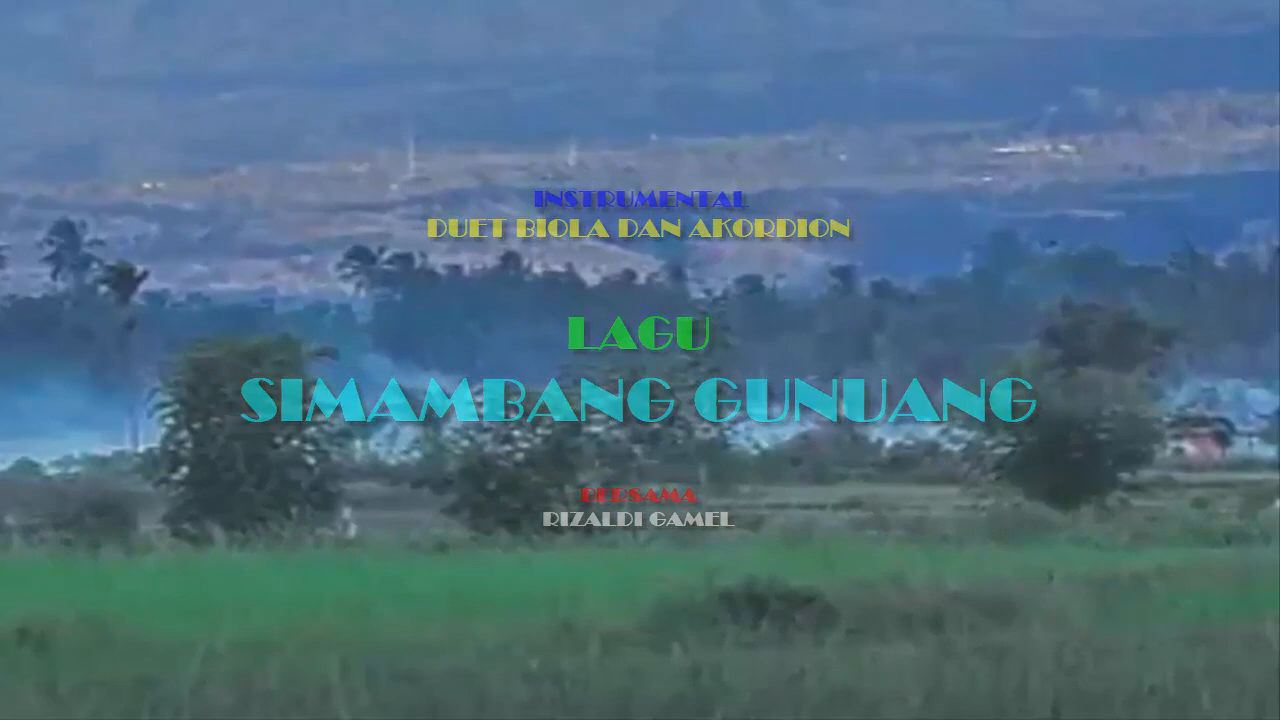 INSTRUMENTAL
DUET BIOLA DAN AKORDION
LAGU
SIMAMBANG GUNUANG
BERSAMA
RIZALDI GAMEL